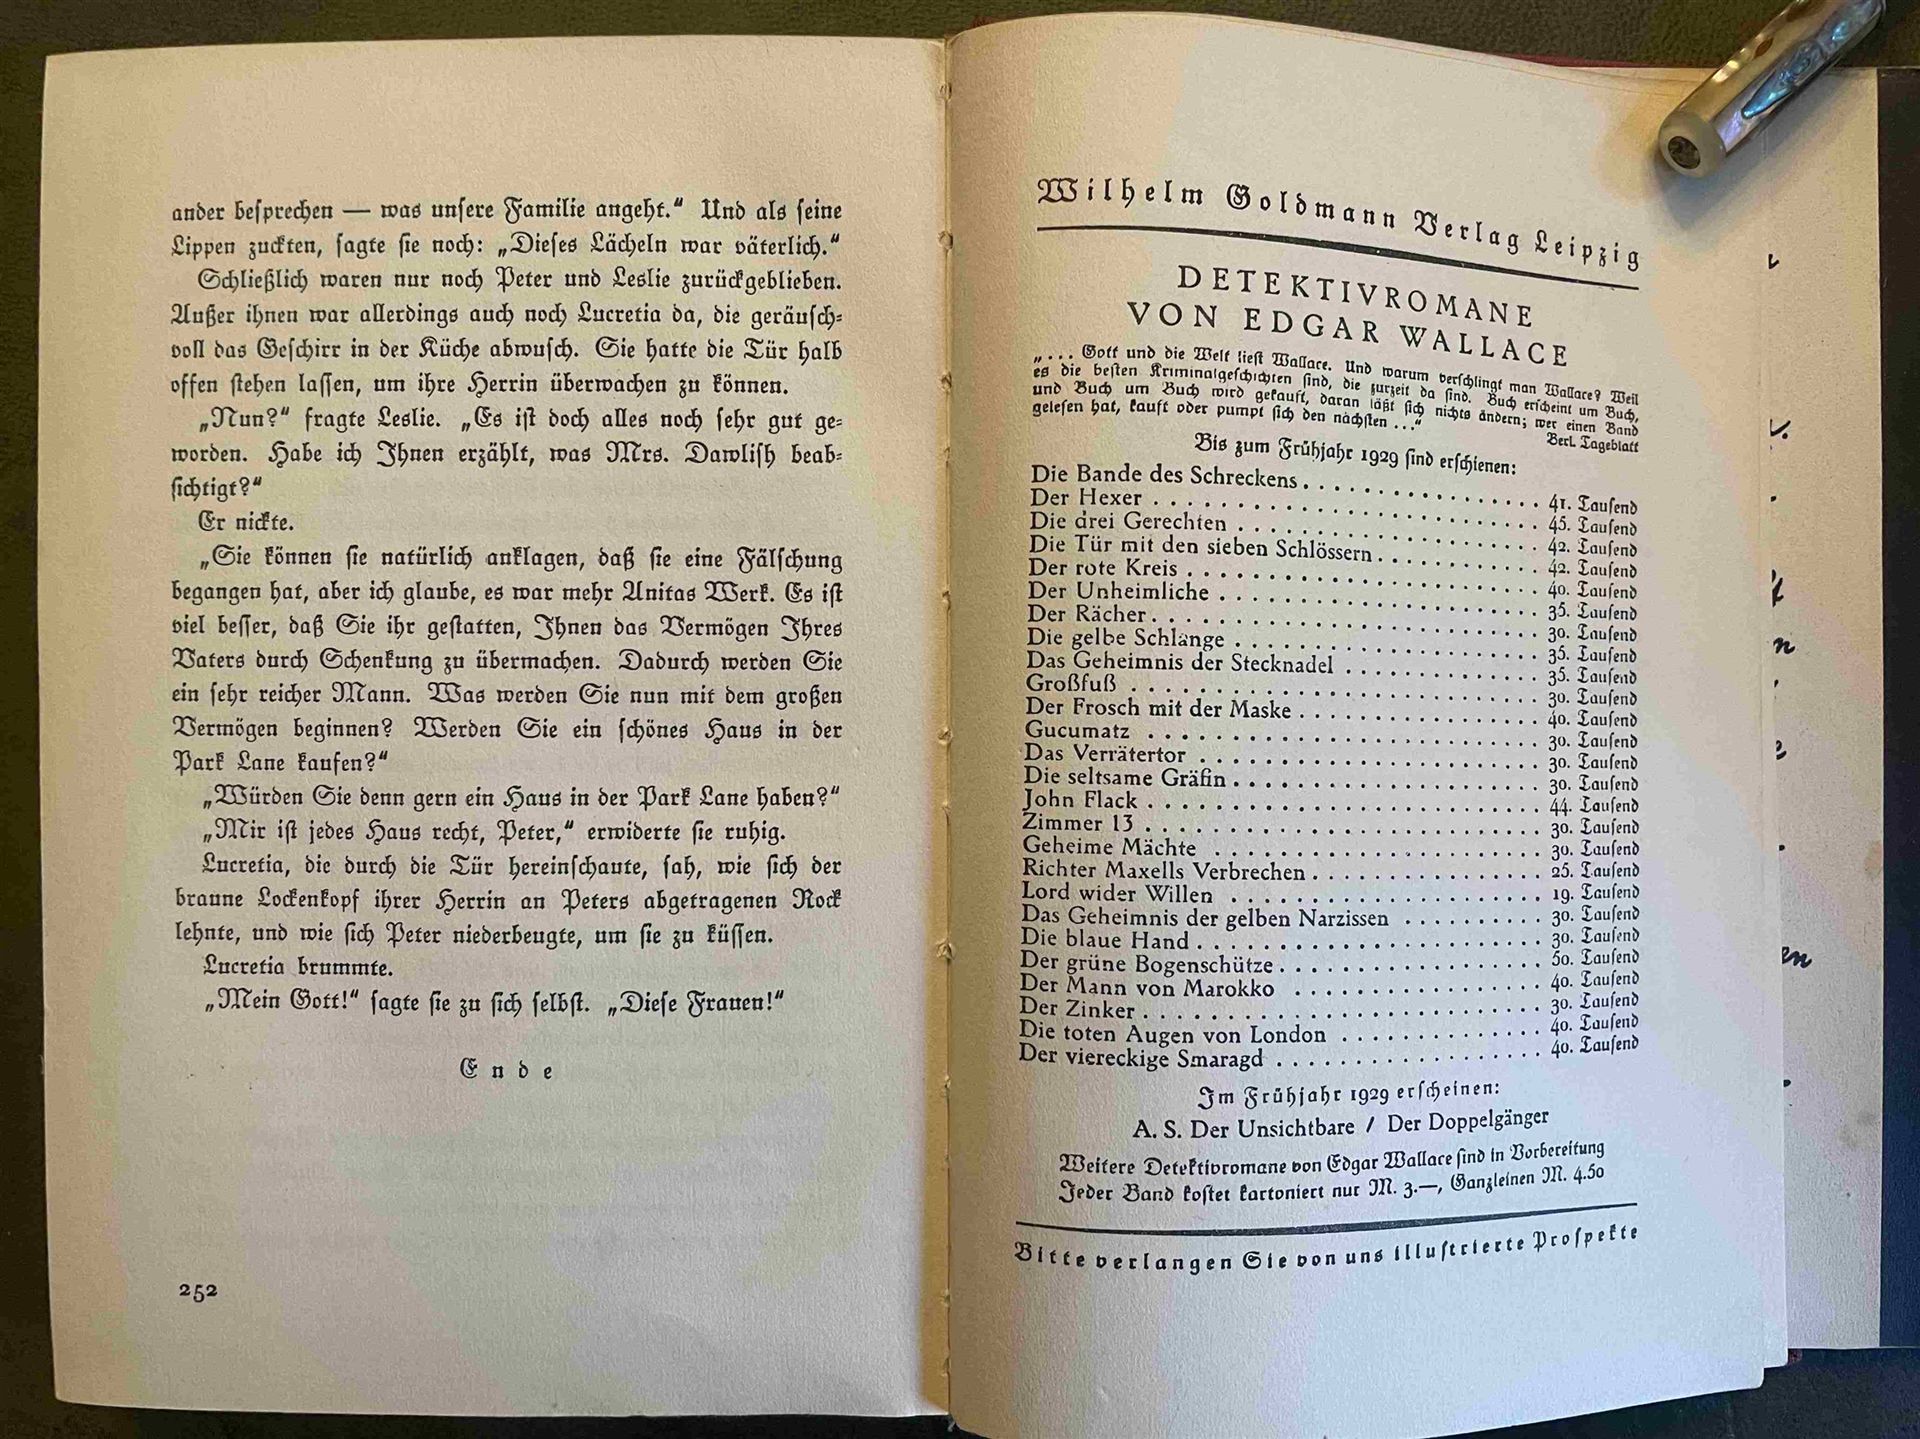 ander besprechen — was unsere Familie angeht.“ Und als seine
Lippen zuckten, sagte sie noch: „Dieses Lächeln war väterlich.“
Schließlich waren nur noch Peter und Leslie zurückgeblieben.
Außer ihnen war allerdings auch noch Lucretia da, die geräusch-
voll das Geschirr in der Küche abwusch. Sie hatte die Tür halb
offen stehen lassen, um ihre Herrin überwachen zu können.
„Nun?“ fragte Leslie. „Es ist doch alles noch sehr gut ge-
worden. Habe ich Ihnen erzählt, was Mrs. Dawlish beab-
sichtigt?“
Er nickte.
„Sie können sie natürlich anklagen, daß sie eine Fälschung
begangen hat, aber ich glaube, es war mehr Anitas Werk. Es ist
viel besser, daß Sie ihr gestatten, Ihnen das Vermögen Ihres
Vaters durch Schenkung zu übermachen. Dadurch werden Sie
ein sehr reicher Mann. Was werden Sie nun mit dem großen
Vermögen beginnen? Werden Sie ein schönes Haus in der
Park Lane kaufen?“
„Würden Sie denn gern ein Haus in der Park Lane haben?“
„Mir ist jedes Haus recht, Peter,“ erwiderte sie ruhig.
Lucretia, die durch die Tür hereinschaute, sah, wie sich der
braune Lockenkopf ihrer Herrin an Peters abgetragenen Rock
lehnte, und wie sich Peter niederbeugte, um sie zu küssen.
Lucretia brummte.
„Mein Gott!“ sagte sie zu sich selbst. „Diese Frauen!“
Ende
252
Wilhelm Goldmann Verlag Leipzig
DETEKTIVROMANE
VON EDGAR WALLACE
„... Gott und die Welt liest Wallace. Und warum verschlingt man Wallace? Weil
es die besten Kriminalgeschichten sind, die zurzeit da sind. Buch erscheint um Buch,
und Buch um Buch wird gekauft, daran läßt sich nichts ändern; wer einen Band
gelesen hat, kauft oder pumpt sich den nächsten ...“
Berl. Tageblatt
Bis zum Frühjahr 1929 sind erschienen:
Die Bande des Schreckens . . . . . 41. Tausend
Der Hexer . . . . . 45. Tausend
Die drei Gerechten . . . . . 42. Tausend
Die Tür mit den sieben Schlössern . . . . . 42. Tausend
Der rote Kreis . . . . . 40. Tausend
Der Unheimliche . . . . . 35. Tausend
Der Rächer . . . . . 30. Tausend
Die gelbe Schlange . . . . . 35. Tausend
Das Geheimnis der Stecknadel . . . . . 35. Tausend
Großfuß . . . . . 30. Tausend
Der Frosch mit der Maske . . . . . 40. Tausend
Gucumatz . . . . . 30. Tausend
Das Verrätertor . . . . . 30. Tausend
Die seltsame Gräfin . . . . . 30. Tausend
John Flack . . . . . 44. Tausend
Zimmer 13 . . . . . 30. Tausend
Geheime Mächte . . . . . 30. Tausend
Richter Maxells Verbrechen . . . . . 25. Tausend
Lord wider Willen . . . . . 19. Tausend
Das Geheimnis der gelben Narzissen . . . . . 30. Tausend
Die blaue Hand . . . . . 30. Tausend
Der grüne Bogenschütze . . . . . 50. Tausend
Der Mann von Marokko . . . . . 40. Tausend
Der Zinker . . . . . 30. Tausend
Die toten Augen von London . . . . . 40. Tausend
Der viereckige Smaragd . . . . . 40. Tausend
Im Frühjahr 1929 erscheinen:
A. S. Der Unsichtbare / Der Doppelgänger
Weitere Detektivromane von Edgar Wallace sind in Vorbereitung
Jeder Band kostet kartoniert nur M. 3.—, Ganzleinen M. 4.50
Bitte verlangen Sie von uns illustrierte Prospekte